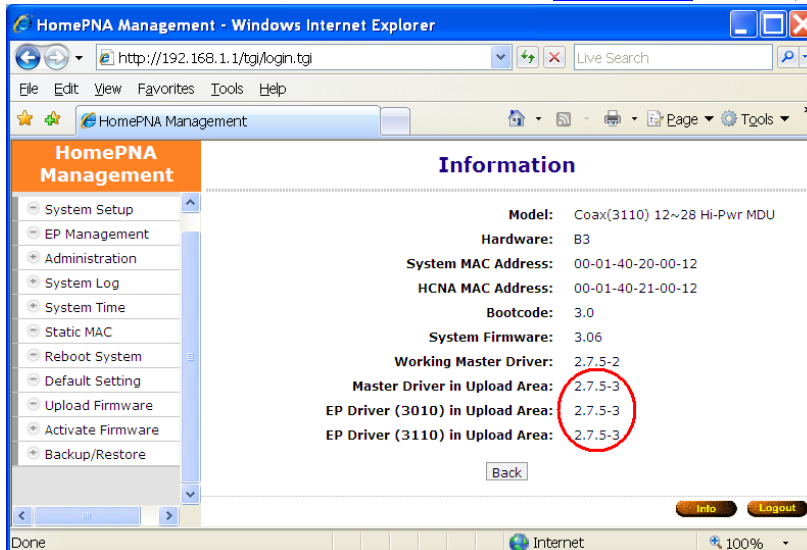 HomePNA Management - Windows Internet Explorer
http://192.168.1.1/tgi/login.tgi
Live Search
File Edit View Favorites Tools Help
HomePNA Management
Page Tools
HomePNA
Management
System Setup
EP Management
Administration
System Log
System Time
Static MAC
Reboot System
Default Setting
Upload Firmware
Activate Firmware
Backup/Restore
Information
Model: Coax(3110) 12~28 Hi-Pwr MDU
Hardware: B3
System MAC Address: 00-01-40-20-00-12
HCNA MAC Address: 00-01-40-21-00-12
Bootcode: 3.0
System Firmware: 3.06
Working Master Driver: 2.7.5-2
Master Driver in Upload Area: 2.7.5-3
EP Driver (3010) in Upload Area: 2.7.5-3
EP Driver (3110) in Upload Area: 2.7.5-3
Back
Info Logout
Done Internet 100%